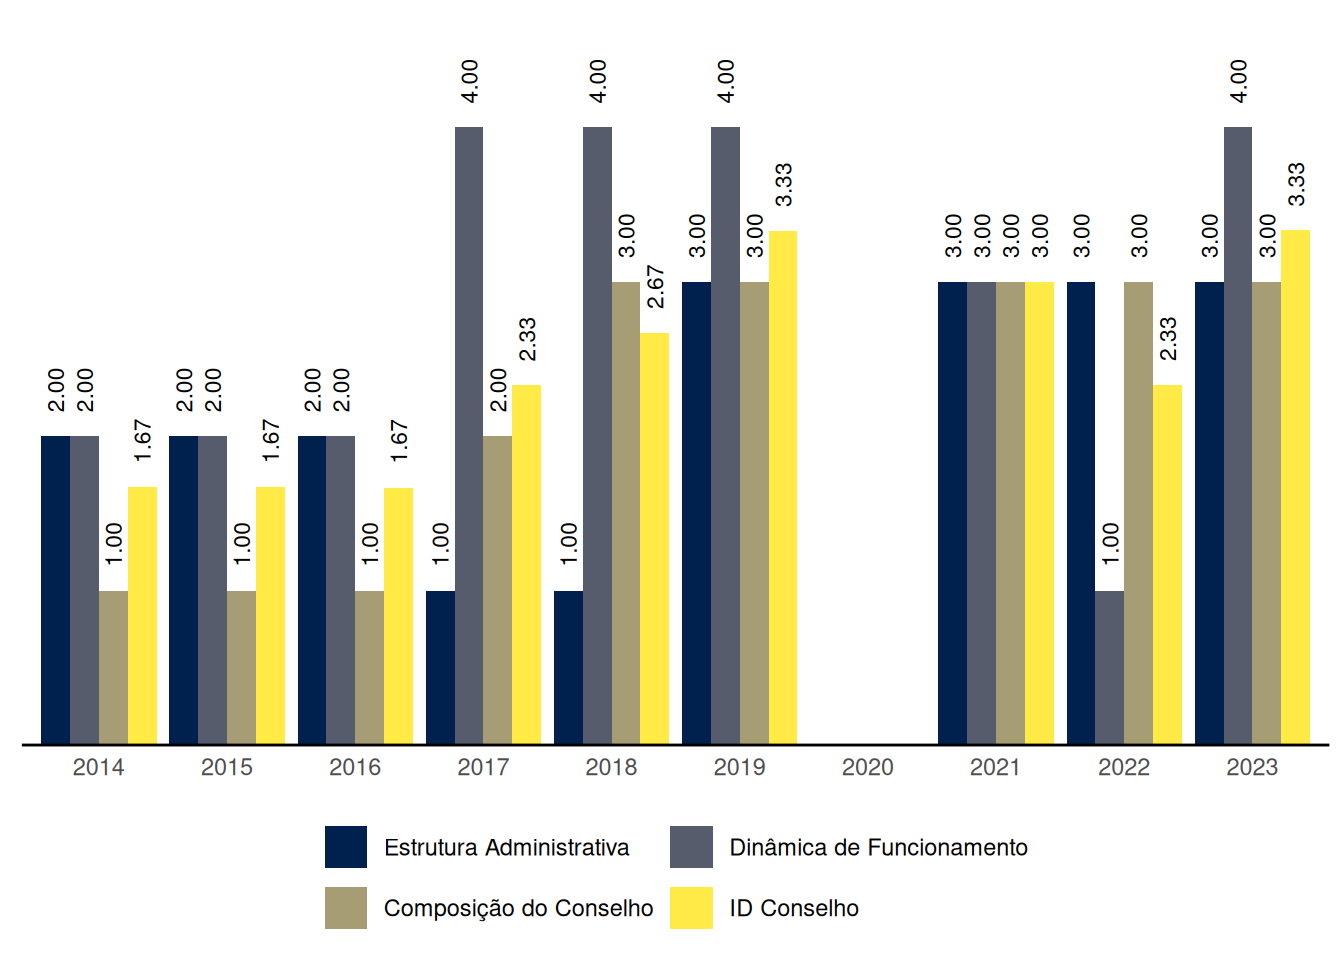 4.00 4.00 4.00 4.00
3.33 3.33
3.00 3.00 3.00 3.00 3.00 3.00 3.00 3.00 3.00 3.00 3.00
2.67
2.33 2.33
2.00 2.00 2.00 2.00 2.00 2.00 2.00
1.67 1.67 1.67
1.00 1.00 1.00 1.00 1.00 1.00
2014 2015 2016 2017 2018 2019 2020 2021 2022 2023
Estrutura Administrativa Dinâmica de Funcionamento
Composição do Conselho ID Conselho